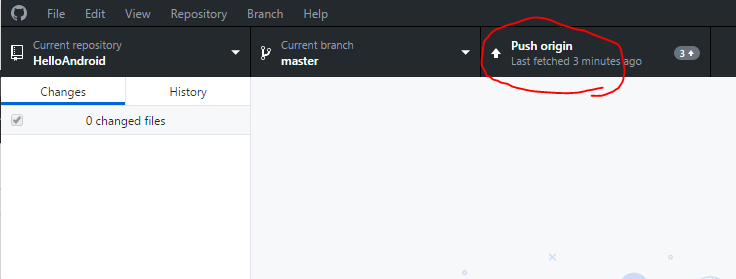 File Edit View Repository Branch Help
Current repository
HelloAndroid
Current branch
master
Push origin
Last fetched 3 minutes ago
3
Changes History
0 changed files